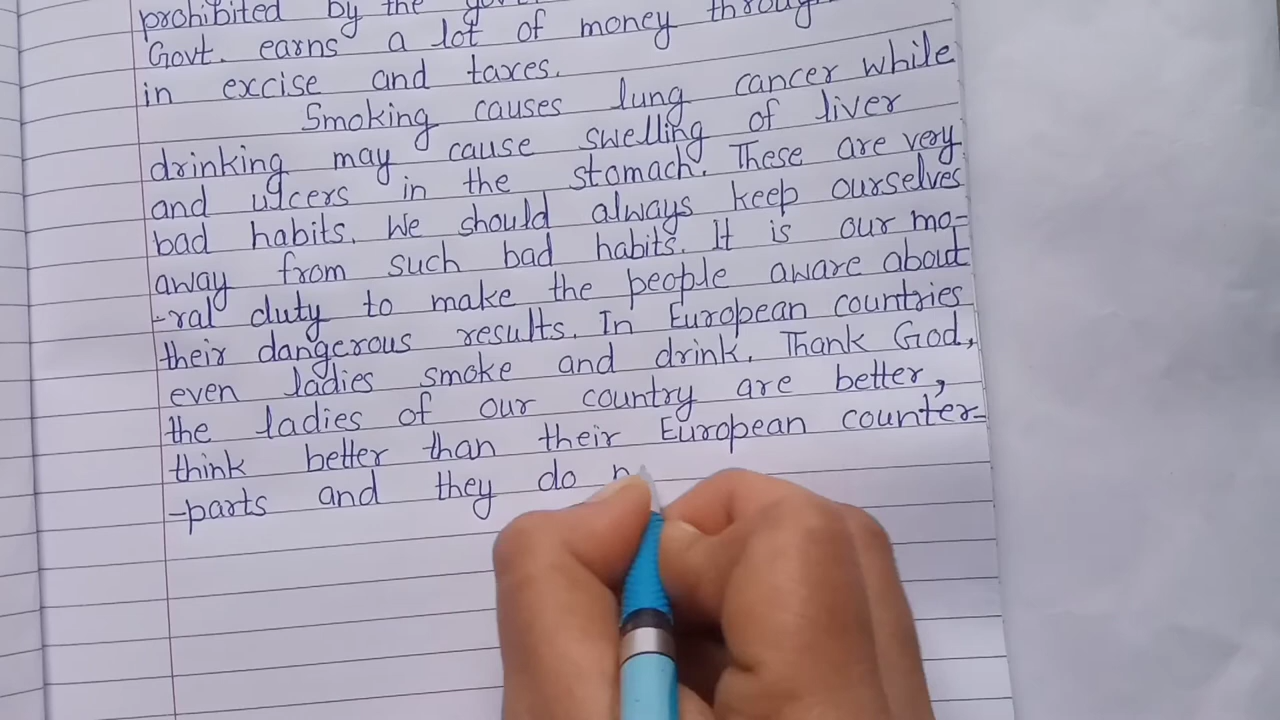 prohibited by the
Govt. earns a lot of money through
in excise and taxes.
Smoking causes lung cancer while
drinking may cause swelling of liver
and ulcers in the stomach. These are very
bad habits. We should always keep ourselves
away from such bad habits. It is our mo-
-ral duty to make the people aware about
their dangerous results. In European countries
even ladies smoke and drink. Thank God,
the ladies of our country are better,
think better than their European counter-
-parts and they do n